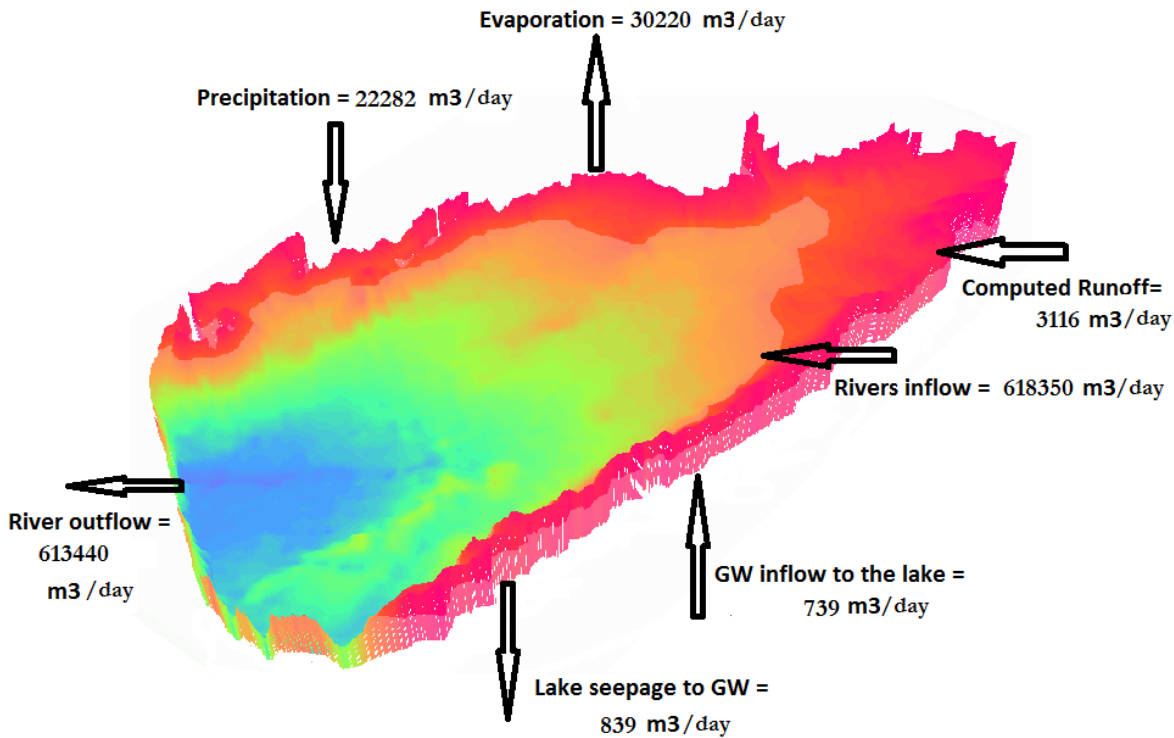 Evaporation = 30220 m3/day
Precipitation = 22282 m3/day
Computed Runoff=
3116 m3/day
Rivers inflow = 618350 m3/day
River outflow =
613440
m3 /day
GW inflow to the lake =
739 m3/day
Lake seepage to GW =
839 m3/day